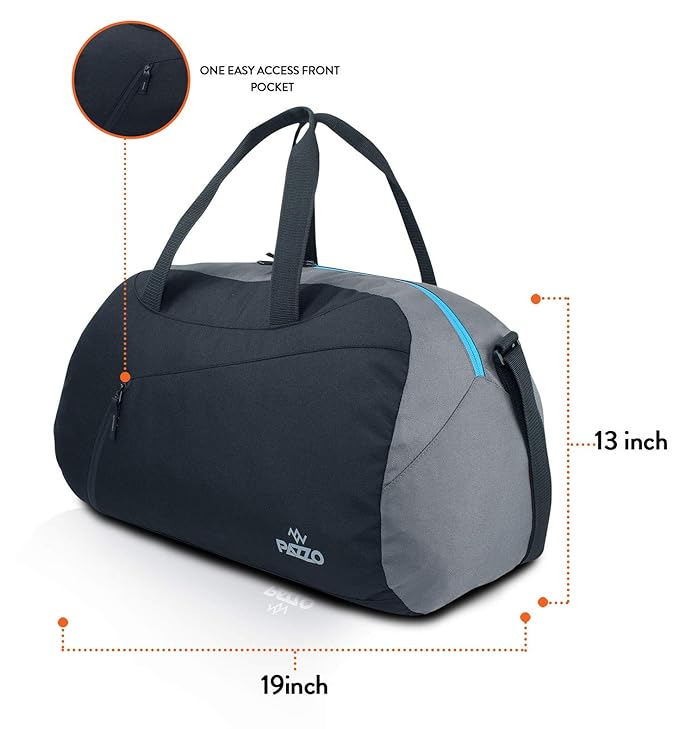 ONE EASY ACCESS FRONT
POCKET
13 inch
PEZZO
19inch